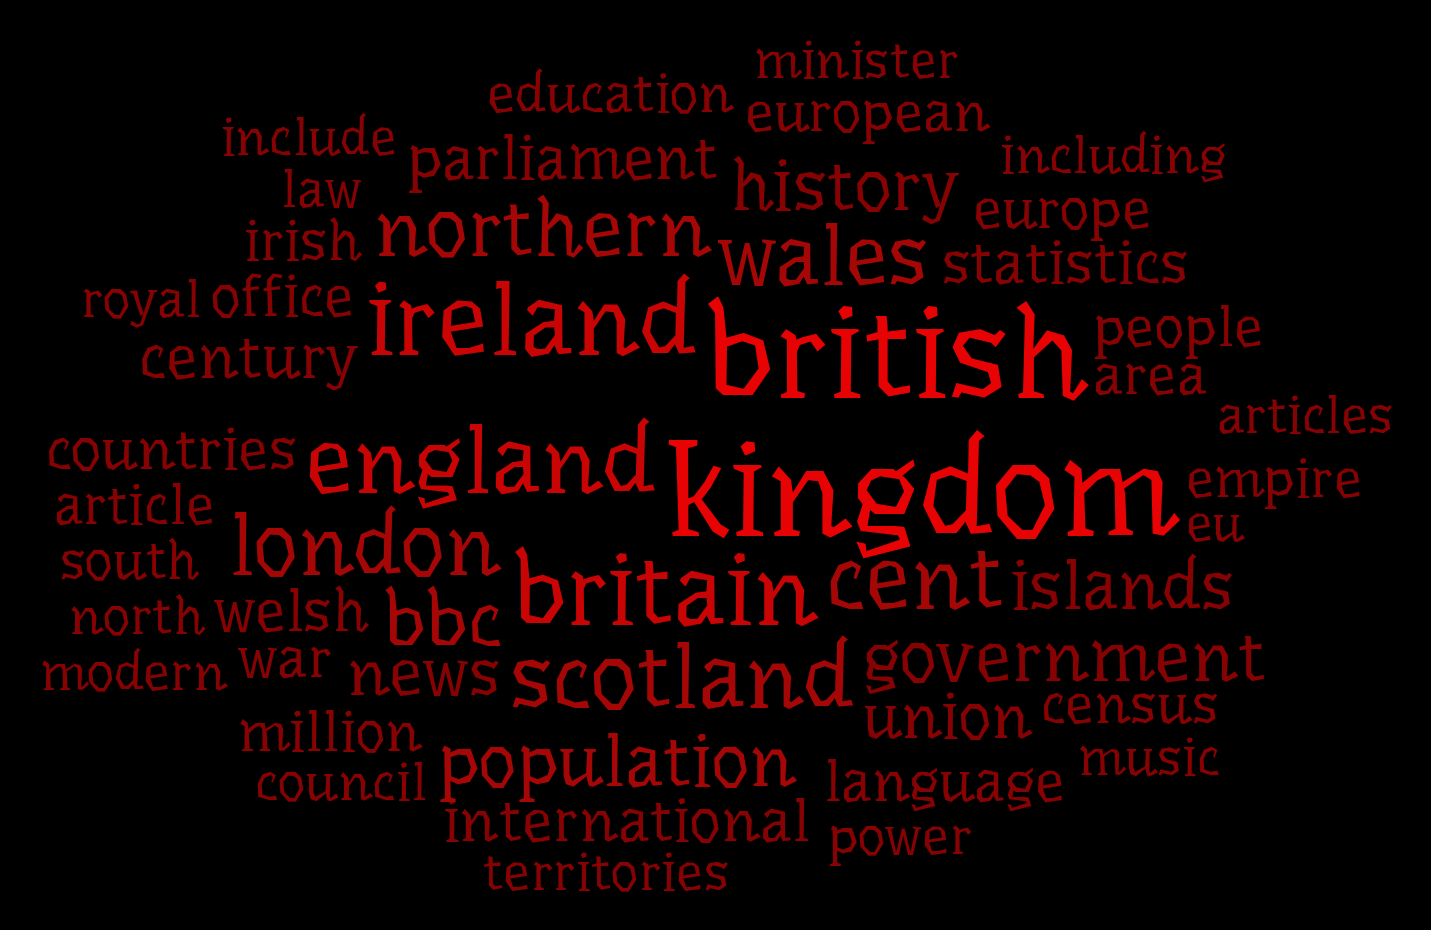 minister
education
european
include
parliament
including
law
history
irish
northern
europe
wales
statistics
royal
office
ireland
british
people
century
area
articles
countries
england
kingdom
empire
article
eu
south
london
britain
cent
islands
north
welsh
bbc
modern
war
news
scotland
government
union
census
million
population
music
council
language
international
power
territories